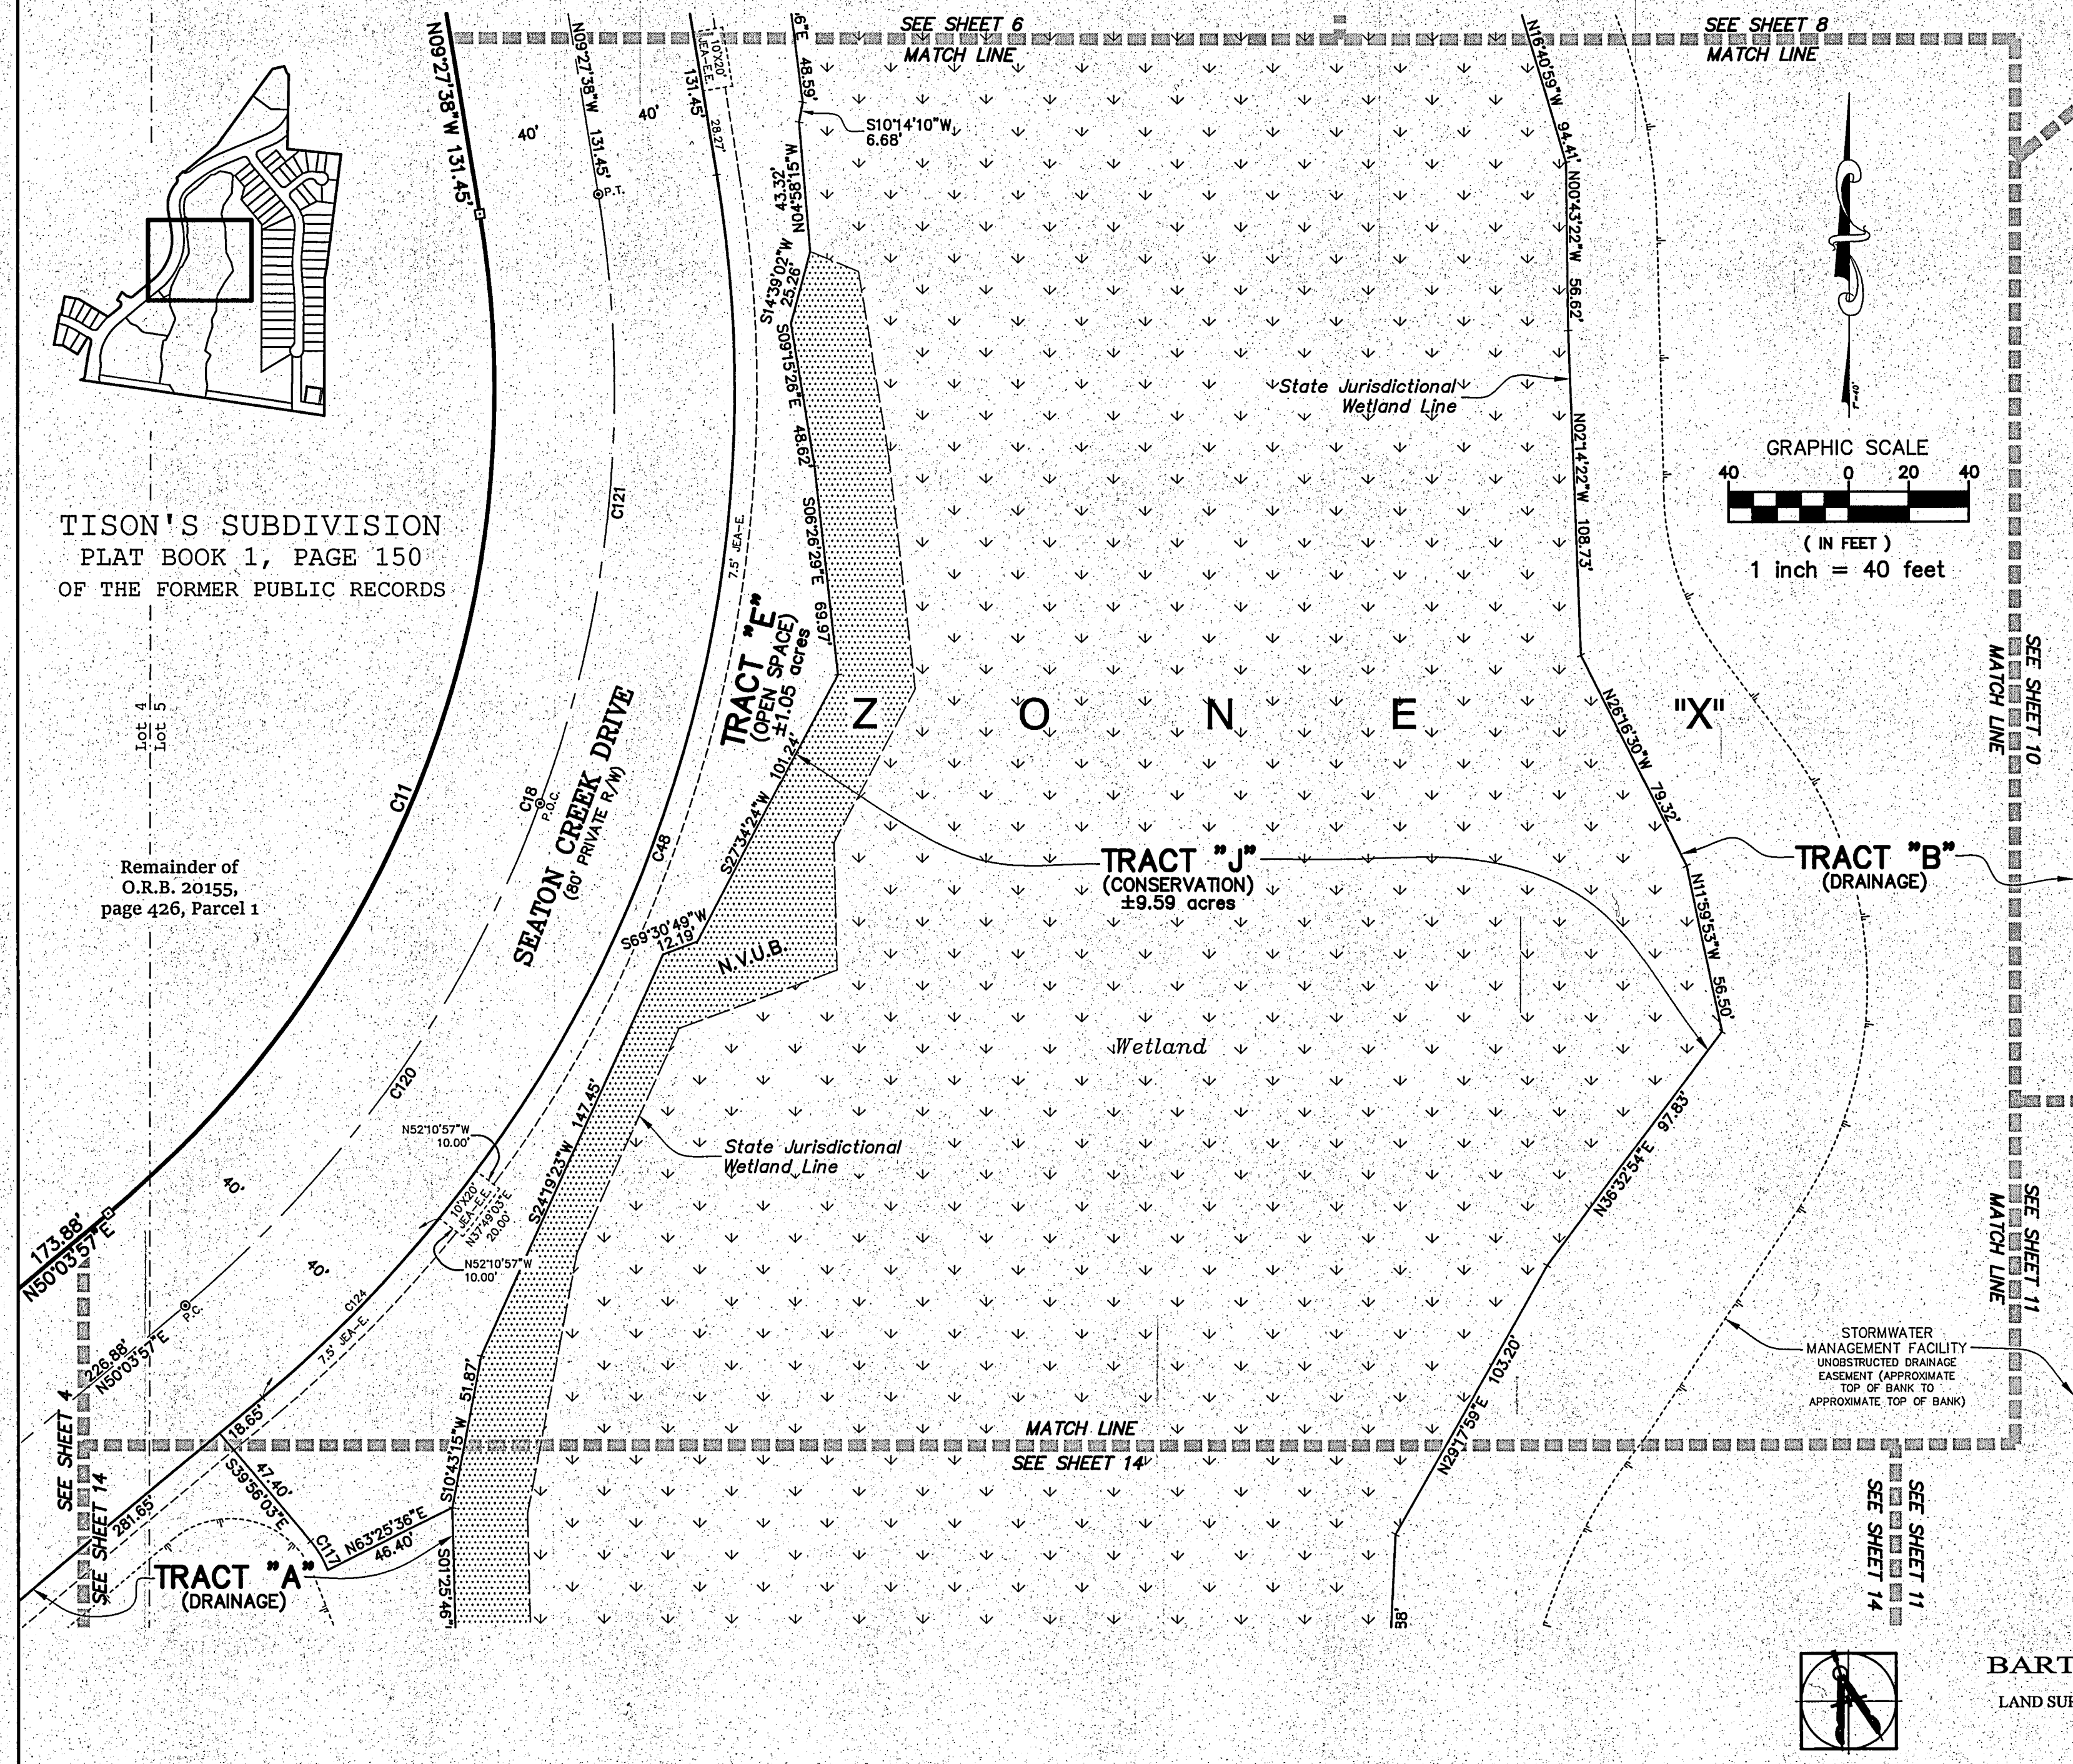 SEE SHEET 6
MATCH LINE
SEE SHEET 8
MATCH LINE
N09°27'38"W 131.45'
N09°27'38"W 131.45'
40'
40'
P.T.
10'X20'
JEA-E.E.
131.45'
28.27'
6"E 48.59'
S10°14'10"W
6.68'
43.32'
N04°58'15"W
S14°39'02"W
25.26'
S09°15'26"E 48.62'
S06°26'29"E 69.97'
N16°40'59"W 94.41'
N00°43'22"W 56.62'
State Jurisdictional
Wetland Line
N02°14'22"W 108.73'
1"=40'
GRAPHIC SCALE
40 0 20 40
( IN FEET )
1 inch = 40 feet
TISON'S SUBDIVISION
PLAT BOOK 1, PAGE 150
OF THE FORMER PUBLIC RECORDS
C121
7.5' JEA-E.
TRACT "E"
(OPEN SPACE)
±1.05 acres
Lot 4
Lot 5
ZONE "X"
SEE SHEET 10
MATCH LINE
N26°16'30"W 79.32'
C11
C18
P.O.C.
SEATON CREEK DRIVE
(80' PRIVATE R/W)
C48
S27°34'24"W 101.24'
Remainder of
O.R.B. 20155,
page 426, Parcel 1
TRACT "J"
(CONSERVATION)
±9.59 acres
TRACT "B"
(DRAINAGE)
N11°59'53"W 56.50'
S69°30'49"W
12.19'
N.V.U.B.
Wetland
C120
N52°10'57"W
10.00'
S24°19'23"W 147.45'
State Jurisdictional
Wetland Line
N36°32'54"E 97.83'
40'
10'X20'
JEA-E.E.
N37°49'03"E
20.00'
N52°10'57"W
10.00'
173.88'
N50°03'57"E
40'
P.C.
C124
7.5' JEA-E.
226.88'
N50°03'57"E
SEE SHEET 11
MATCH LINE
STORMWATER
MANAGEMENT FACILITY
UNOBSTRUCTED DRAINAGE
EASEMENT (APPROXIMATE
TOP OF BANK TO
APPROXIMATE TOP OF BANK)
N29°17'59"E 103.20'
S10°43'15"W 51.87'
18.65'
MATCH LINE
SEE SHEET 14
SEE SHEET 4
SEE SHEET 14
47.40'
S39°56'03"E
281.65'
C117
N63°25'36"E
46.40'
S01°25'46"
TRACT "A"
(DRAINAGE)
38'
SEE SHEET 11
SEE SHEET 14
BART
LAND SUR